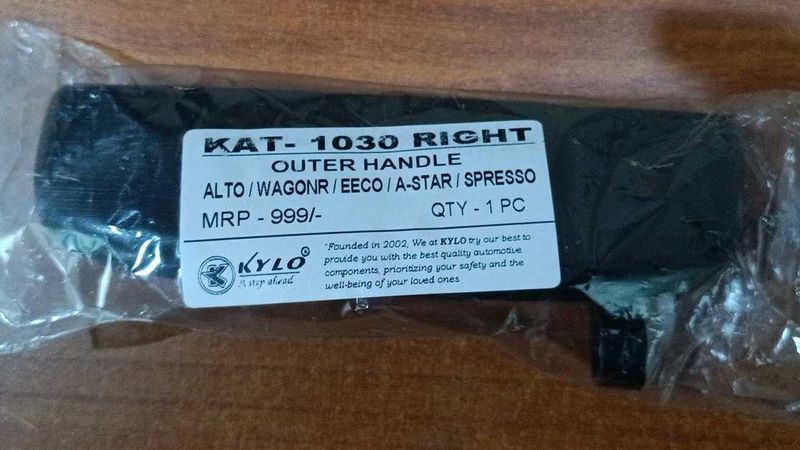 KAT- 1030 RIGHT
OUTER HANDLE
ALTO / WAGONR / EECO / A-STAR / SPRESSO
MRP - 999/- QTY - 1 PC
KYLO ®
A step ahead
"Founded in 2002, We at KYLO try our best to
provide you with the best quality automotive
components, prioritizing your safety and the
well-being of your loved ones